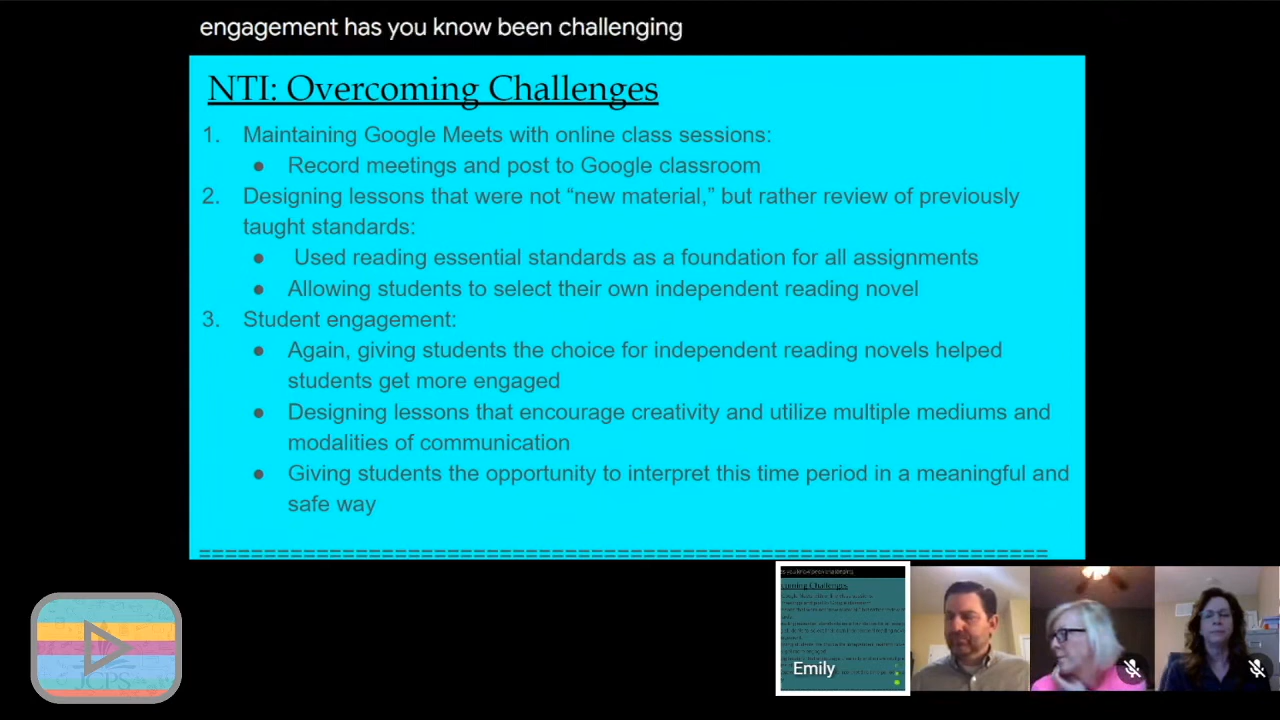 engagement has you know been challenging
NTI: Overcoming Challenges
1. Maintaining Google Meets with online class sessions:
● Record meetings and post to Google classroom
2. Designing lessons that were not “new material,” but rather review of previously
taught standards:
● Used reading essential standards as a foundation for all assignments
● Allowing students to select their own independent reading novel
3. Student engagement:
● Again, giving students the choice for independent reading novels helped
students get more engaged
● Designing lessons that encourage creativity and utilize multiple mediums and
modalities of communication
● Giving students the opportunity to interpret this time period in a meaningful and
safe way
Emily
JCPS